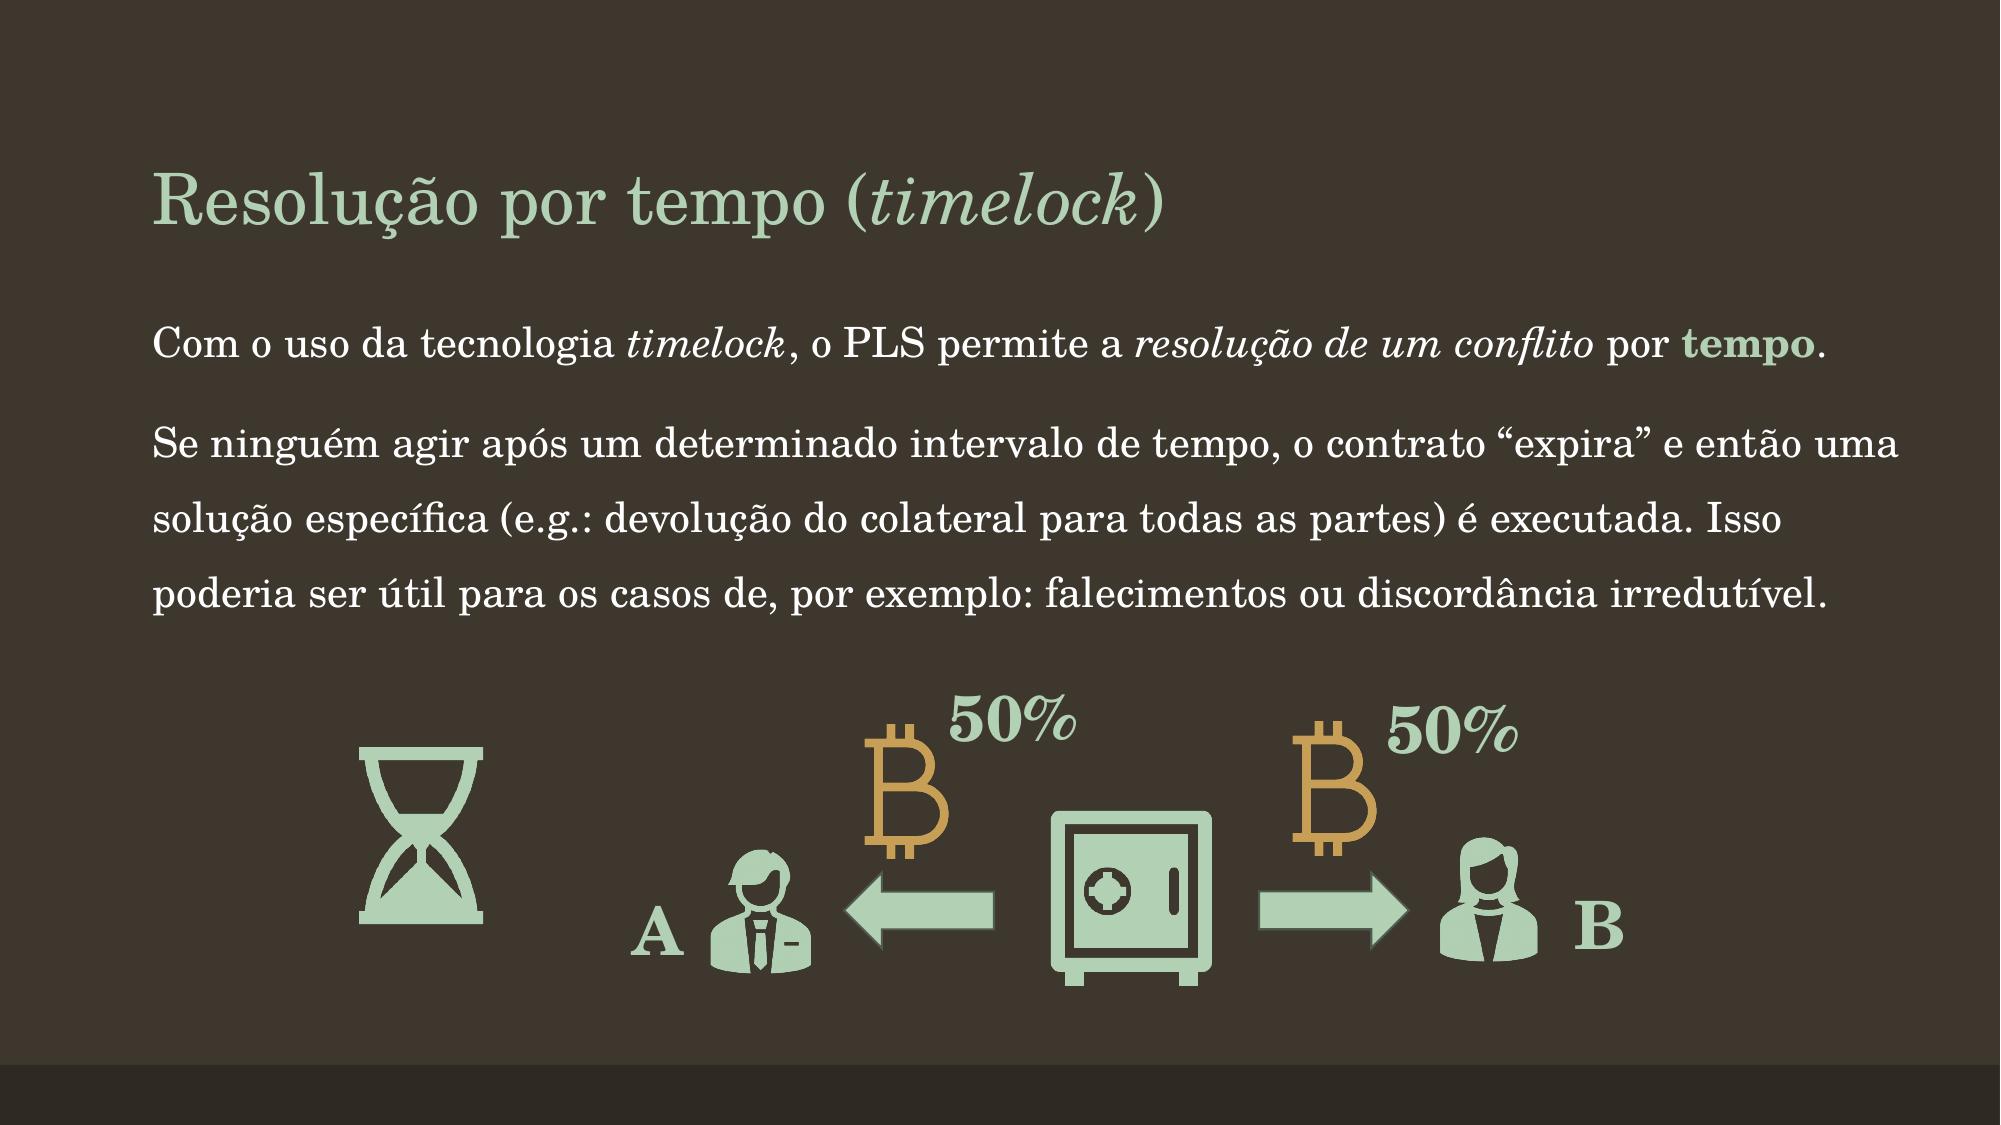 Resolução por tempo (timelock)
Com o uso da tecnologia timelock, o PLS permite a resolução de um conflito por tempo.
Se ninguém agir após um determinado intervalo de tempo, o contrato “expira” e então uma
solução específica (e.g.: devolução do colateral para todas as partes) é executada. Isso
poderia ser útil para os casos de, por exemplo: falecimentos ou discordância irredutível.
50%
50%
A
B